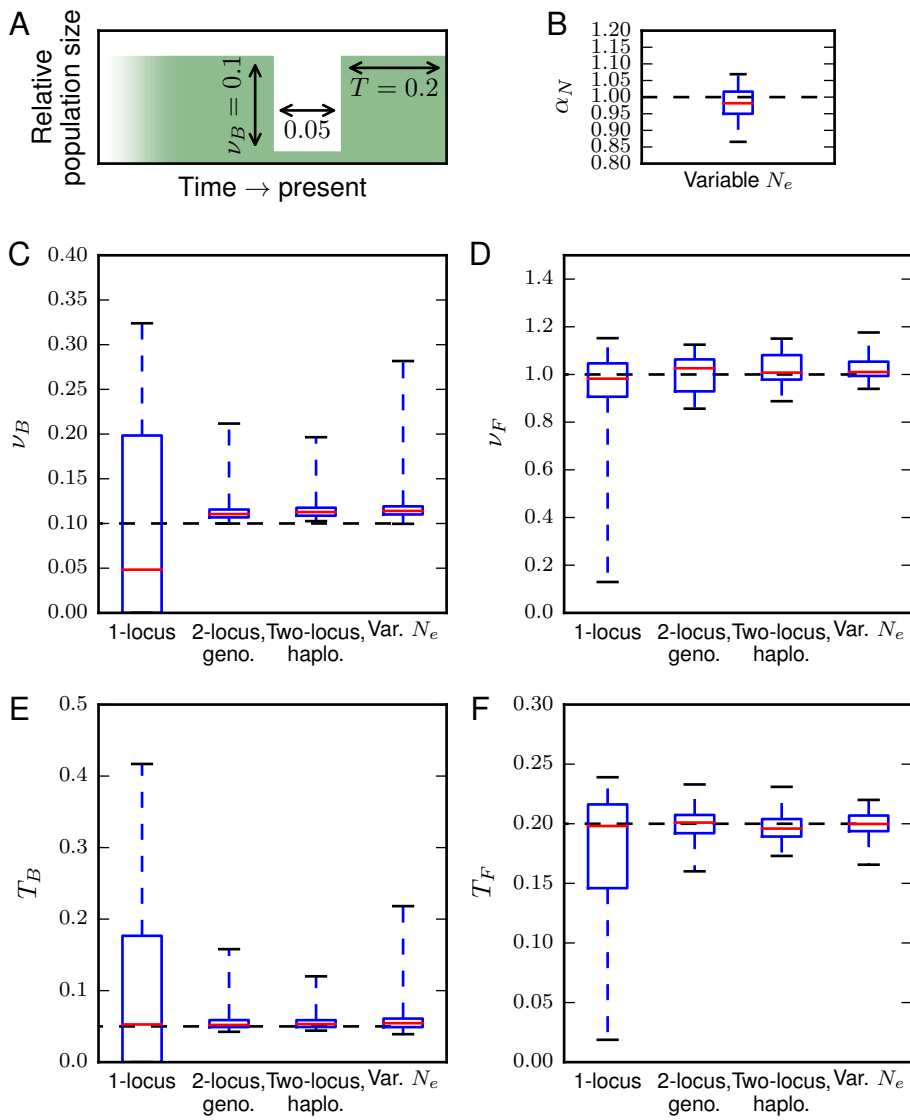 A
Relative
population size
ν_B = 0.1
0.05
T = 0.2
Time → present
B
1.20
1.15
1.10
1.05
1.00
0.95
0.90
0.85
0.80
α_N
Variable N_e
C
0.40
0.35
0.30
0.25
0.20
0.15
0.10
0.05
0.00
ν_B
1-locus
2-locus,
geno.
Two-locus,
haplo.
Var. N_e
D
1.4
1.2
1.0
0.8
0.6
0.4
0.2
0.0
ν_F
1-locus
2-locus,
geno.
Two-locus,
haplo.
Var. N_e
E
0.5
0.4
0.3
0.2
0.1
0.0
T_B
1-locus
2-locus,
geno.
Two-locus,
haplo.
Var. N_e
F
0.30
0.25
0.20
0.15
0.10
0.05
0.00
T_F
1-locus
2-locus,
geno.
Two-locus,
haplo.
Var. N_e